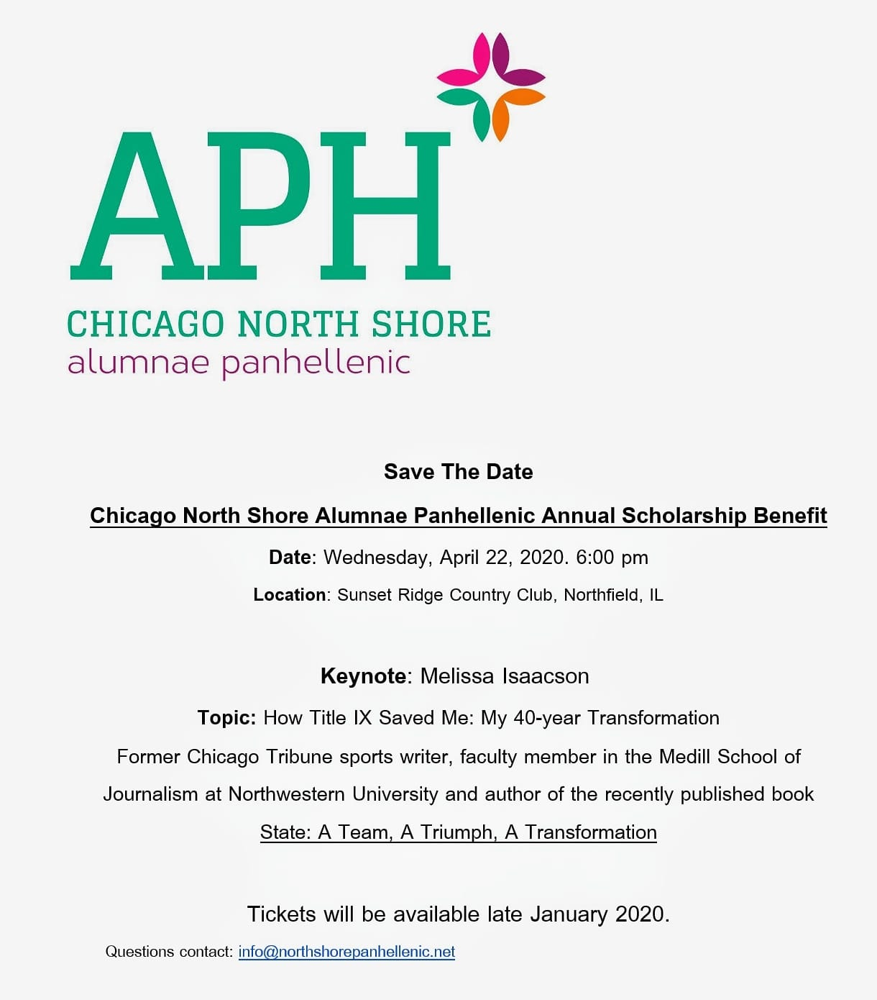 APH
CHICAGO NORTH SHORE
alumnae panhellenic
Save The Date
Chicago North Shore Alumnae Panhellenic Annual Scholarship Benefit
Date: Wednesday, April 22, 2020. 6:00 pm
Location: Sunset Ridge Country Club, Northfield, IL
Keynote: Melissa Isaacson
Topic: How Title IX Saved Me: My 40-year Transformation
Former Chicago Tribune sports writer, faculty member in the Medill School of
Journalism at Northwestern University and author of the recently published book
State: A Team, A Triumph, A Transformation
Tickets will be available late January 2020.
Questions contact: info@northshorepanhellenic.net